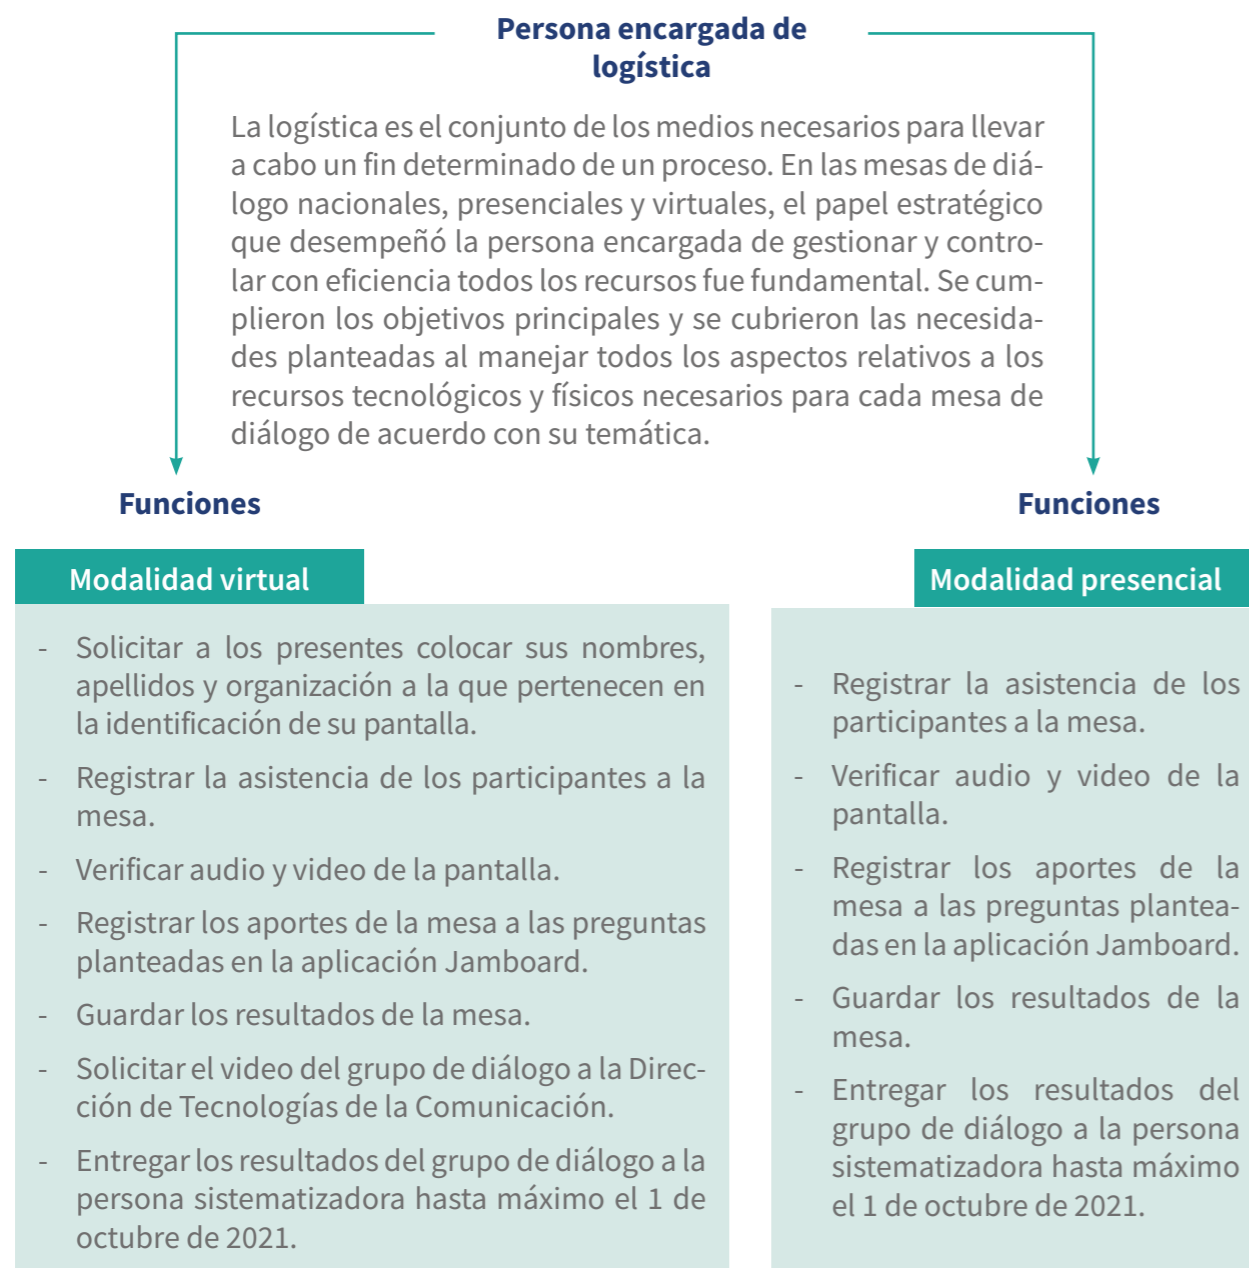 Persona encargada de
logística
La logística es el conjunto de los medios necesarios para llevar
a cabo un fin determinado de un proceso. En las mesas de diá-
logo nacionales, presenciales y virtuales, el papel estratégico
que desempeñó la persona encargada de gestionar y contro-
lar con eficiencia todos los recursos fue fundamental. Se cum-
plieron los objetivos principales y se cubrieron las necesida-
des planteadas al manejar todos los aspectos relativos a los
recursos tecnológicos y físicos necesarios para cada mesa de
diálogo de acuerdo con su temática.
Funciones
Modalidad virtual
- Solicitar a los presentes colocar sus nombres,
apellidos y organización a la que pertenecen en
la identificación de su pantalla.
- Registrar la asistencia de los participantes a la
mesa.
- Verificar audio y video de la pantalla.
- Registrar los aportes de la mesa a las preguntas
planteadas en la aplicación Jamboard.
- Guardar los resultados de la mesa.
- Solicitar el video del grupo de diálogo a la Direc-
ción de Tecnologías de la Comunicación.
- Entregar los resultados del grupo de diálogo a la
persona sistematizadora hasta máximo el 1 de
octubre de 2021.
Funciones
Modalidad presencial
- Registrar la asistencia de los
participantes a la mesa.
- Verificar audio y video de la
pantalla.
- Registrar los aportes de la
mesa a las preguntas plantea-
das en la aplicación Jamboard.
- Guardar los resultados de la
mesa.
- Entregar los resultados del
grupo de diálogo a la persona
sistematizadora hasta máximo
el 1 de octubre de 2021.